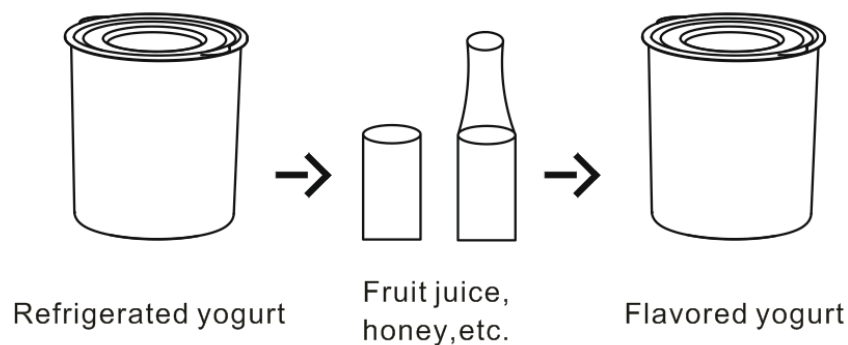 Refrigerated yogurt
Fruit juice,
honey,etc.
Flavored yogurt